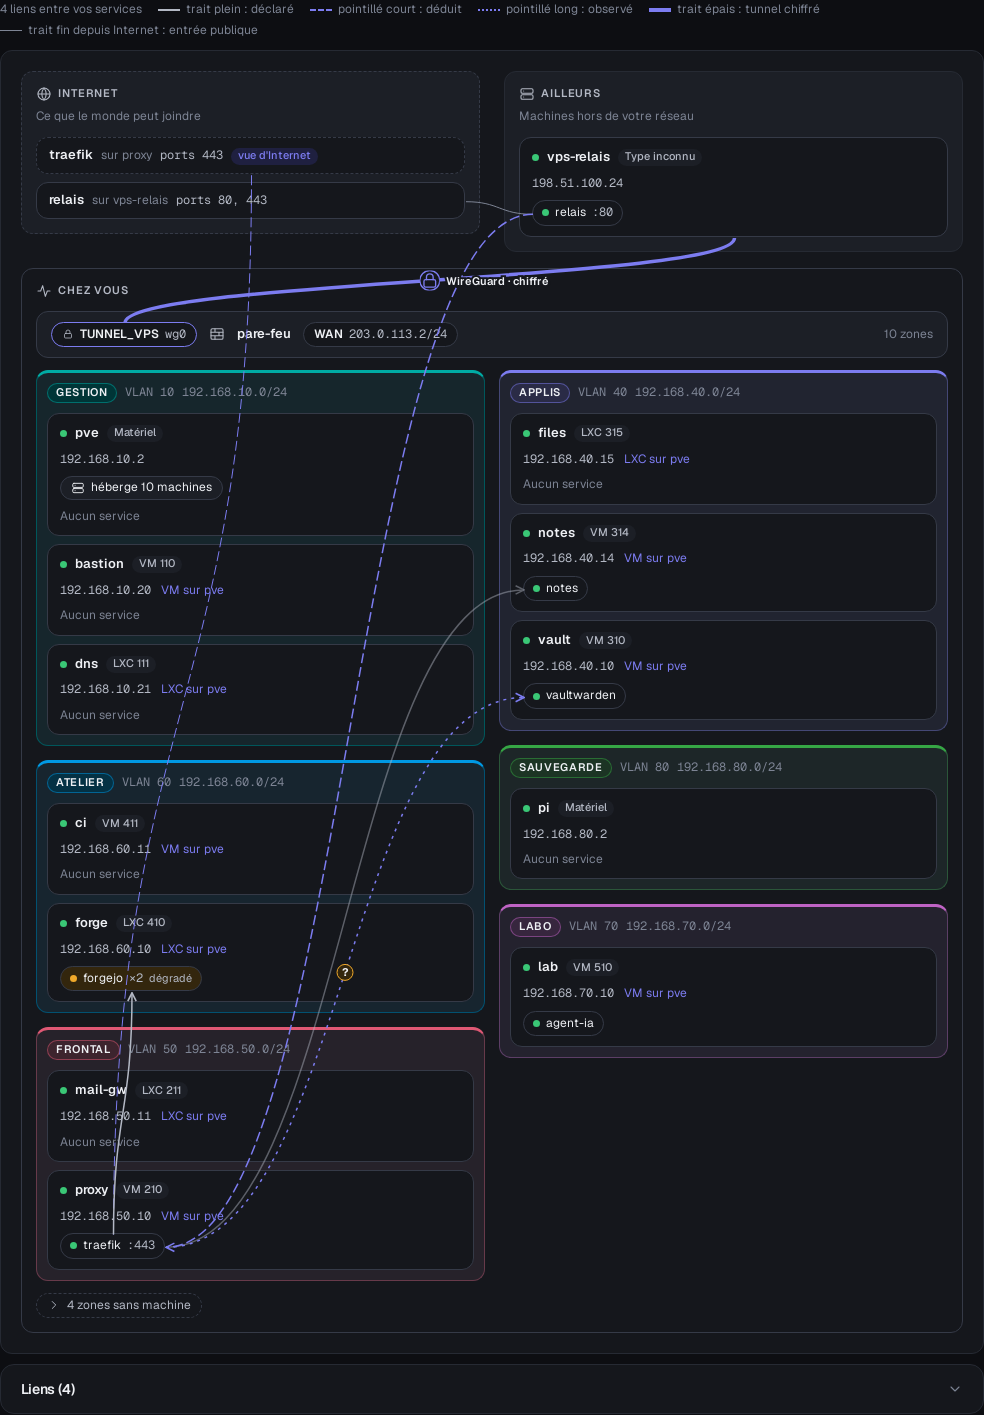 4 liens entre vos services trait plein : déclaré pointillé court : déduit pointillé long : observé trait épais : tunnel chiffré
trait fin depuis Internet : entrée publique
INTERNET
Ce que le monde peut joindre
traefik sur proxy ports 443 vue d'Internet
relais sur vps-relais ports 80, 443
AILLEURS
Machines hors de votre réseau
vps-relais Type inconnu
198.51.100.24
relais :80
CHEZ VOUS
WireGuard · chiffré
TUNNEL_VPS wg0 pare-feu WAN 203.0.113.2/24 10 zones
GESTION VLAN 10 192.168.10.0/24
pve Matériel
192.168.10.2
héberge 10 machines
Aucun service
bastion VM 110
192.168.10.20 VM sur pve
Aucun service
dns LXC 111
192.168.10.21 LXC sur pve
Aucun service
APPLIS VLAN 40 192.168.40.0/24
files LXC 315
192.168.40.15 LXC sur pve
Aucun service
notes VM 314
192.168.40.14 VM sur pve
notes
vault VM 310
192.168.40.10 VM sur pve
vaultwarden
ATELIER VLAN 60 192.168.60.0/24
ci VM 411
192.168.60.11 VM sur pve
Aucun service
forge LXC 410
192.168.60.10 LXC sur pve
forgejo ×2 dégradé
?
SAUVEGARDE VLAN 80 192.168.80.0/24
pi Matériel
192.168.80.2
Aucun service
LABO VLAN 70 192.168.70.0/24
lab VM 510
192.168.70.10 VM sur pve
agent-ia
FRONTAL VLAN 50 192.168.50.0/24
mail-gw LXC 211
192.168.50.11 LXC sur pve
Aucun service
proxy VM 210
192.168.50.10 VM sur pve
traefik :443
4 zones sans machine
Liens (4)